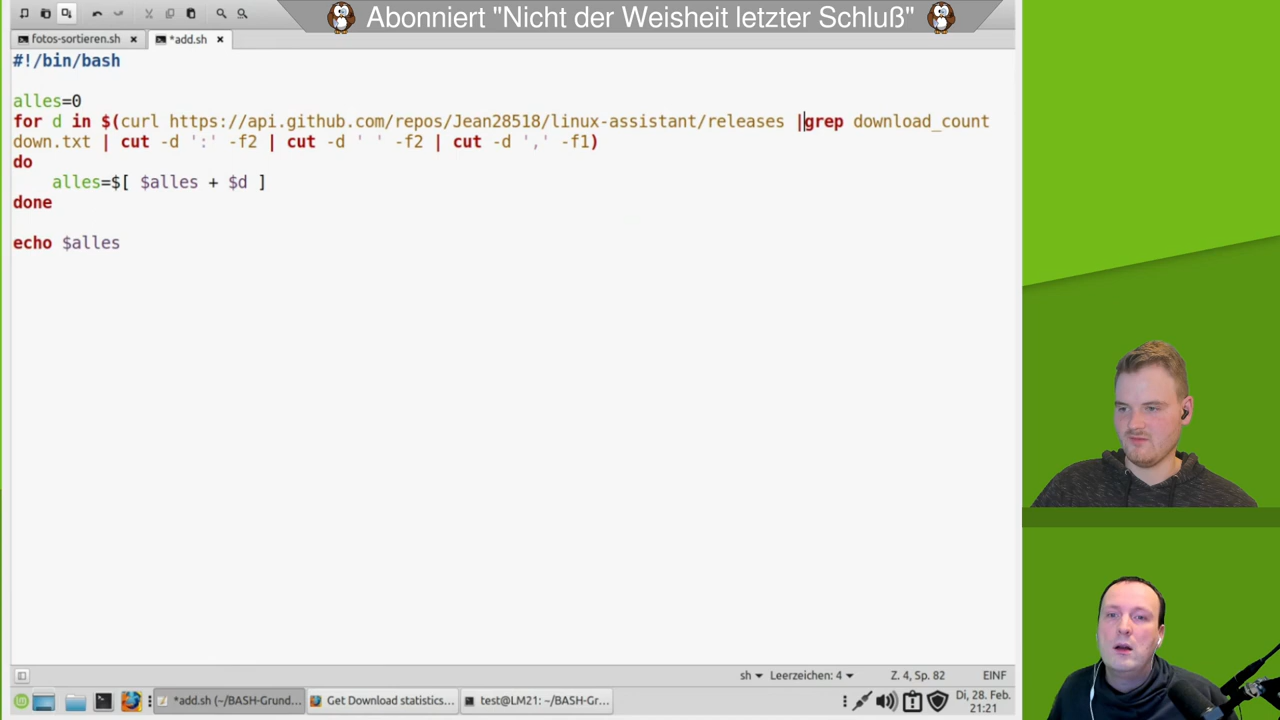 Abonniert "Nicht der Weisheit letzter Schluß"
fotos-sortieren.sh
*add.sh
#!/bin/bash
alles=0
for d in $(curl https://api.github.com/repos/Jean28518/linux-assistant/releases |grep download_count
down.txt | cut -d ':' -f2 | cut -d ' ' -f2 | cut -d ',' -f1)
do
    alles=$[ $alles + $d ]
done
echo $alles
sh Leerzeichen: 4 Z. 4, Sp. 82 EINF
*add.sh (~/BASH-Grund... Get Download statistics... test@LM21: ~/BASH-Gr... Di, 28. Feb.
21:21